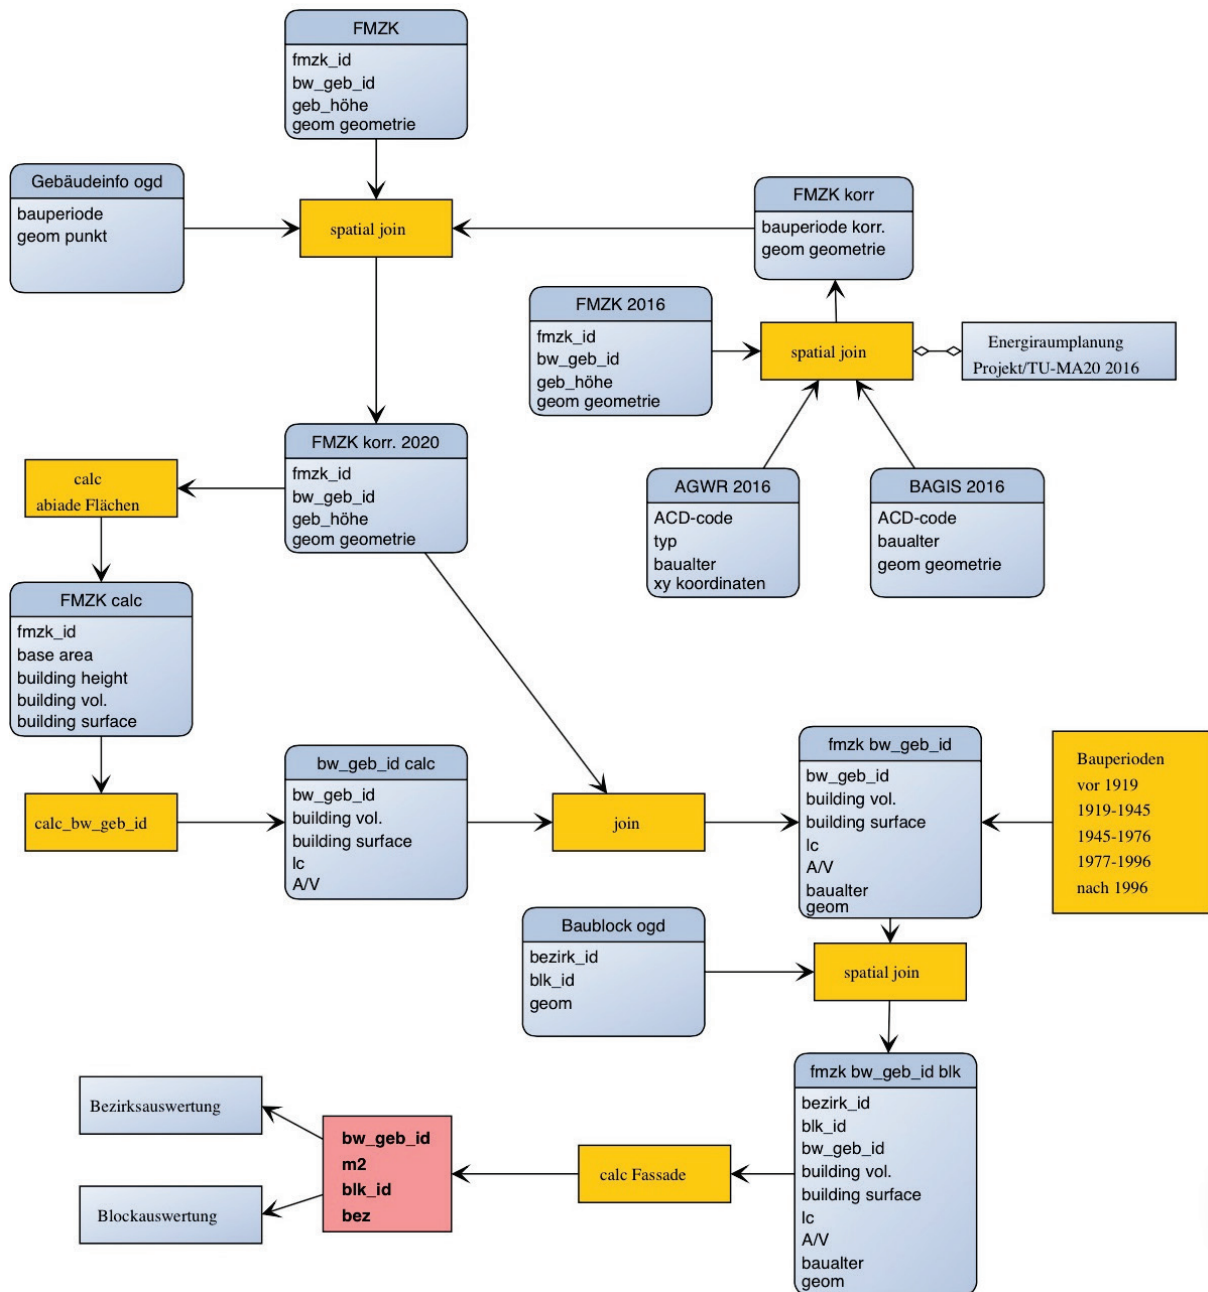 FMZK
fmzk_id
bw_geb_id
geb_höhe
geom geometrie
Gebäudeinfo ogd
bauperiode
geom punkt
spatial join
FMZK korr
bauperiode korr.
geom geometrie
FMZK 2016
fmzk_id
bw_geb_id
geb_höhe
geom geometrie
spatial join
Energiraumplanung
Projekt/TU-MA20 2016
AGWR 2016
ACD-code
typ
baualter
xy koordinaten
BAGIS 2016
ACD-code
baualter
geom geometrie
FMZK korr. 2020
fmzk_id
bw_geb_id
geb_höhe
geom geometrie
calc
abiade Flächen
FMZK calc
fmzk_id
base area
building height
building vol.
building surface
calc_bw_geb_id
bw_geb_id calc
bw_geb_id
building vol.
building surface
lc
A/V
join
fmzk bw_geb_id
bw_geb_id
building vol.
building surface
lc
A/V
baualter
geom
Bauperioden
vor 1919
1919-1945
1945-1976
1977-1996
nach 1996
Baublock ogd
bezirk_id
blk_id
geom
spatial join
fmzk bw_geb_id blk
bezirk_id
blk_id
bw_geb_id
building vol.
building surface
lc
A/V
baualter
geom
calc Fassade
bw_geb_id
m2
blk_id
bez
Bezirksauswertung
Blockauswertung